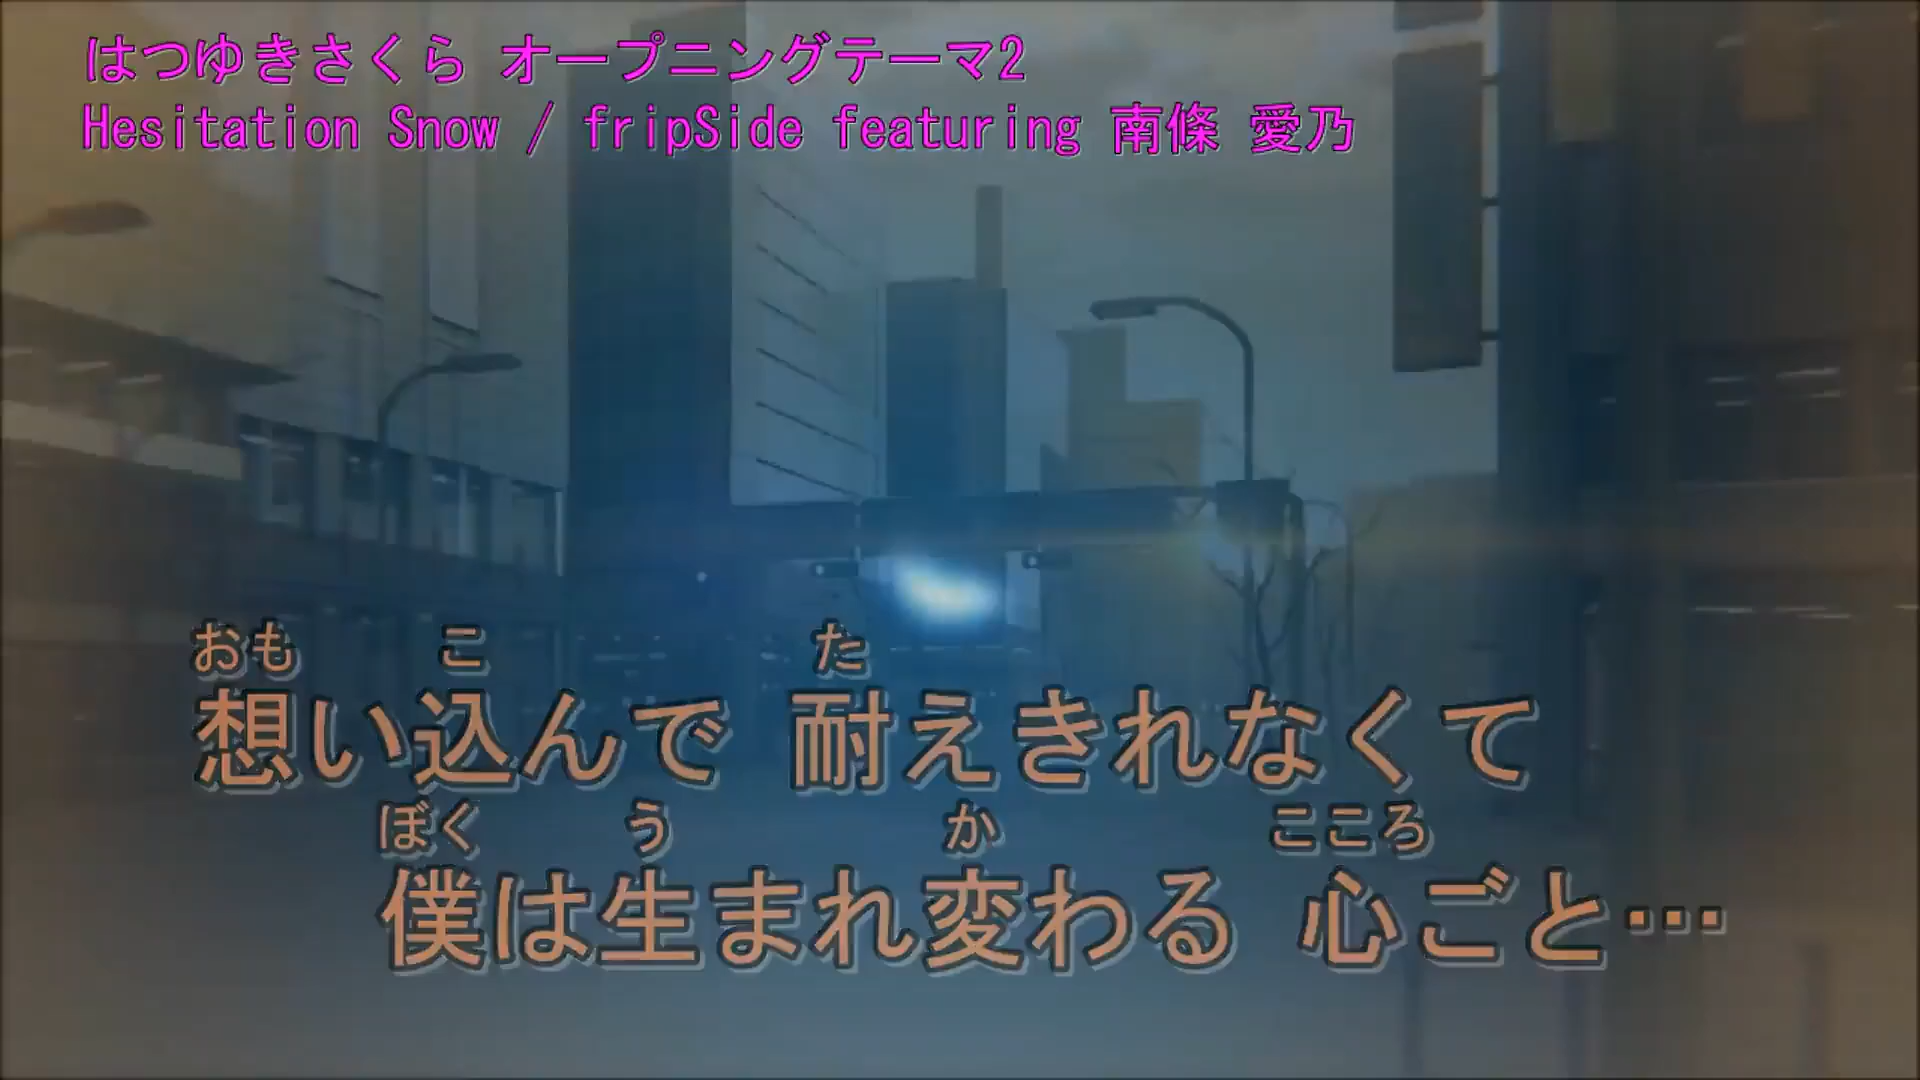 はつゆきさくら オープニングテーマ2
Hesitation Snow / fripSide featuring 南條 愛乃
おも こ た
想い込んで 耐えきれなくて
ぼく う か こころ
僕は生まれ変わる 心ごと…